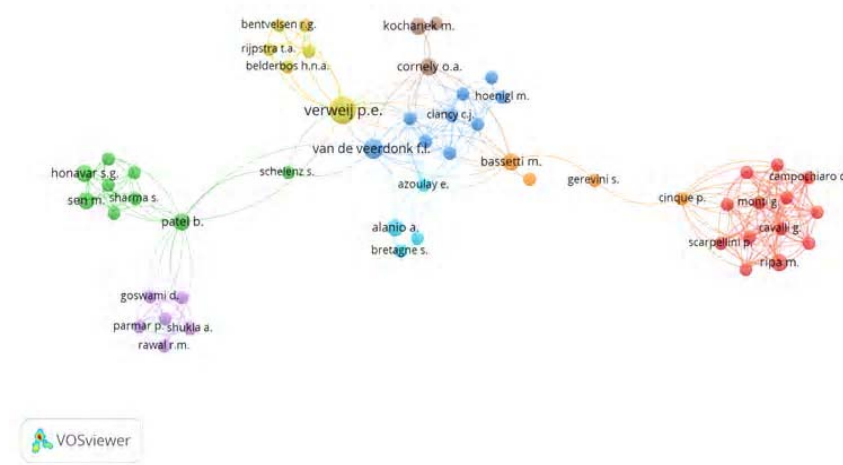 bentvelsen r.g.
kochanek m.
rijpstra t.a.
belderbos h.n.a.
cornely o.a.
hoenigl m.
verweij p.e.
clancy c.j.
van de veerdonk f.l.
bassetti m.
honavar s.g.
schelenz s.
azoulay e.
gerevini s.
campochiaro c
sen m.
sharma s.
cinque p.
monti g.
patel b.
alanio a.
cavalli g.
scarpellini p.
bretagne s.
ripa m.
goswami d.
parmar p.
shukla a.
rawal r.m.
VOSviewer